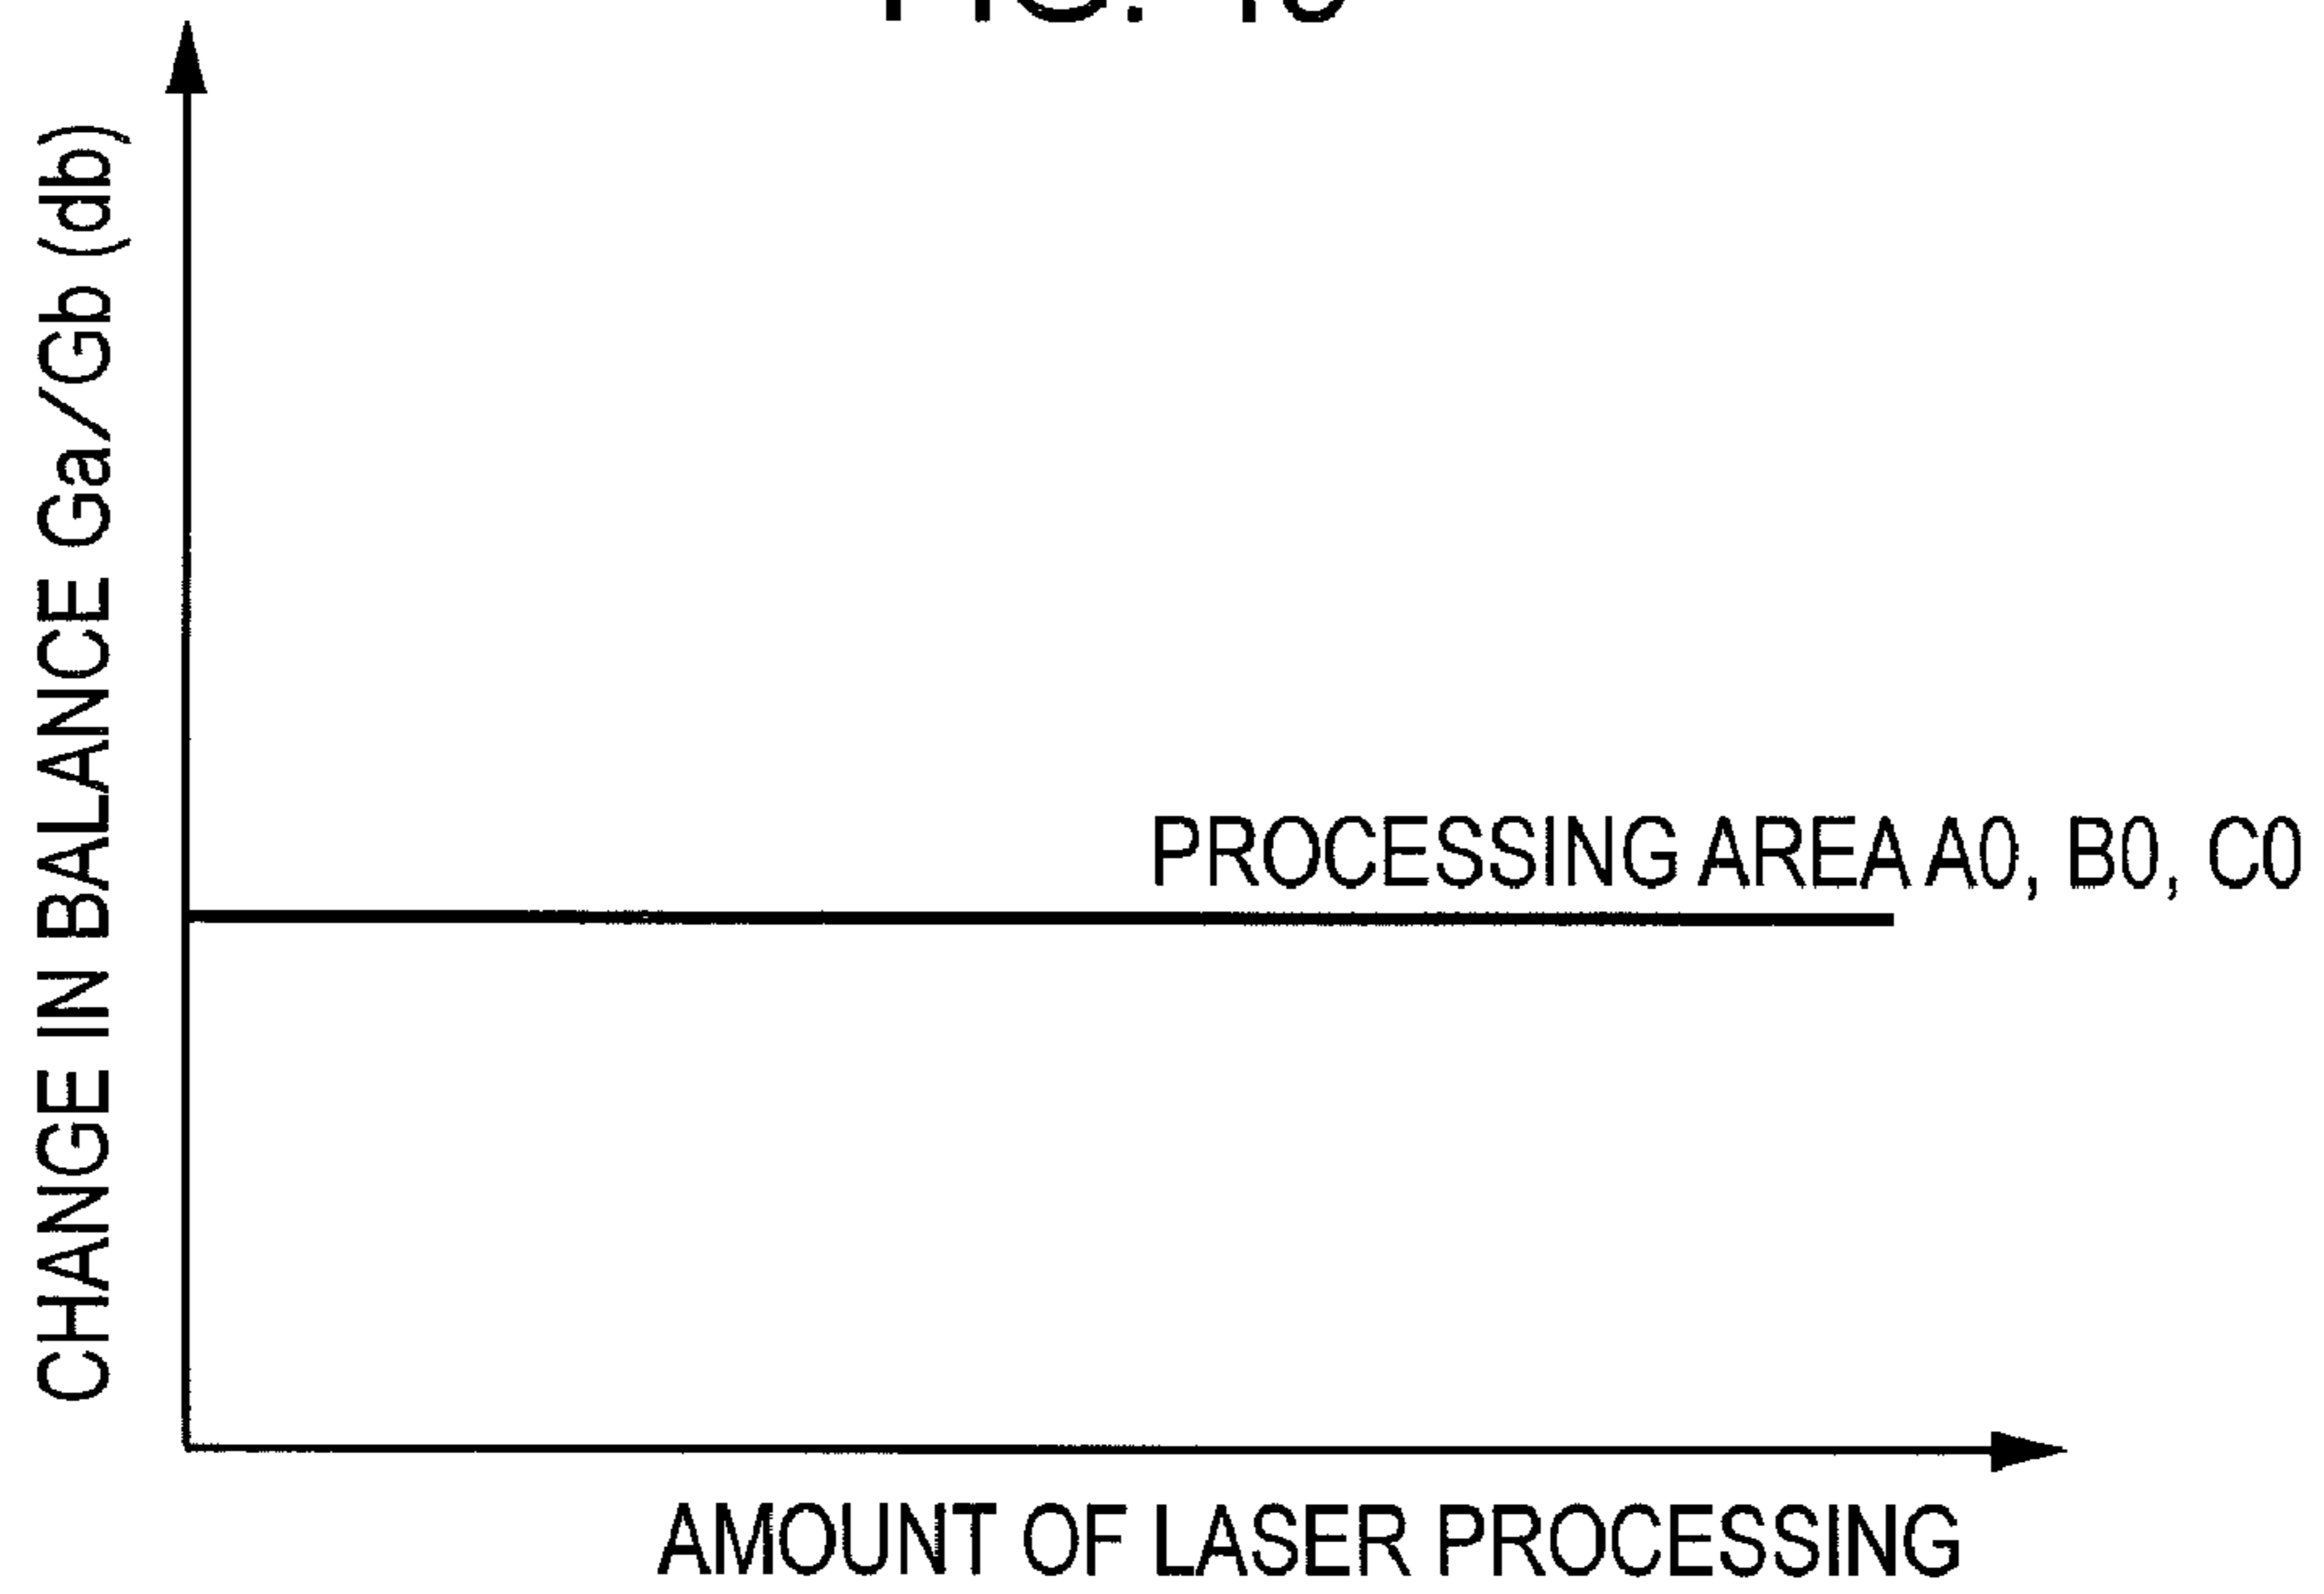 CHANGE IN BALANCE Ga/Gb (db)
PROCESSING AREA A0, B0, C0
AMOUNT OF LASER PROCESSING